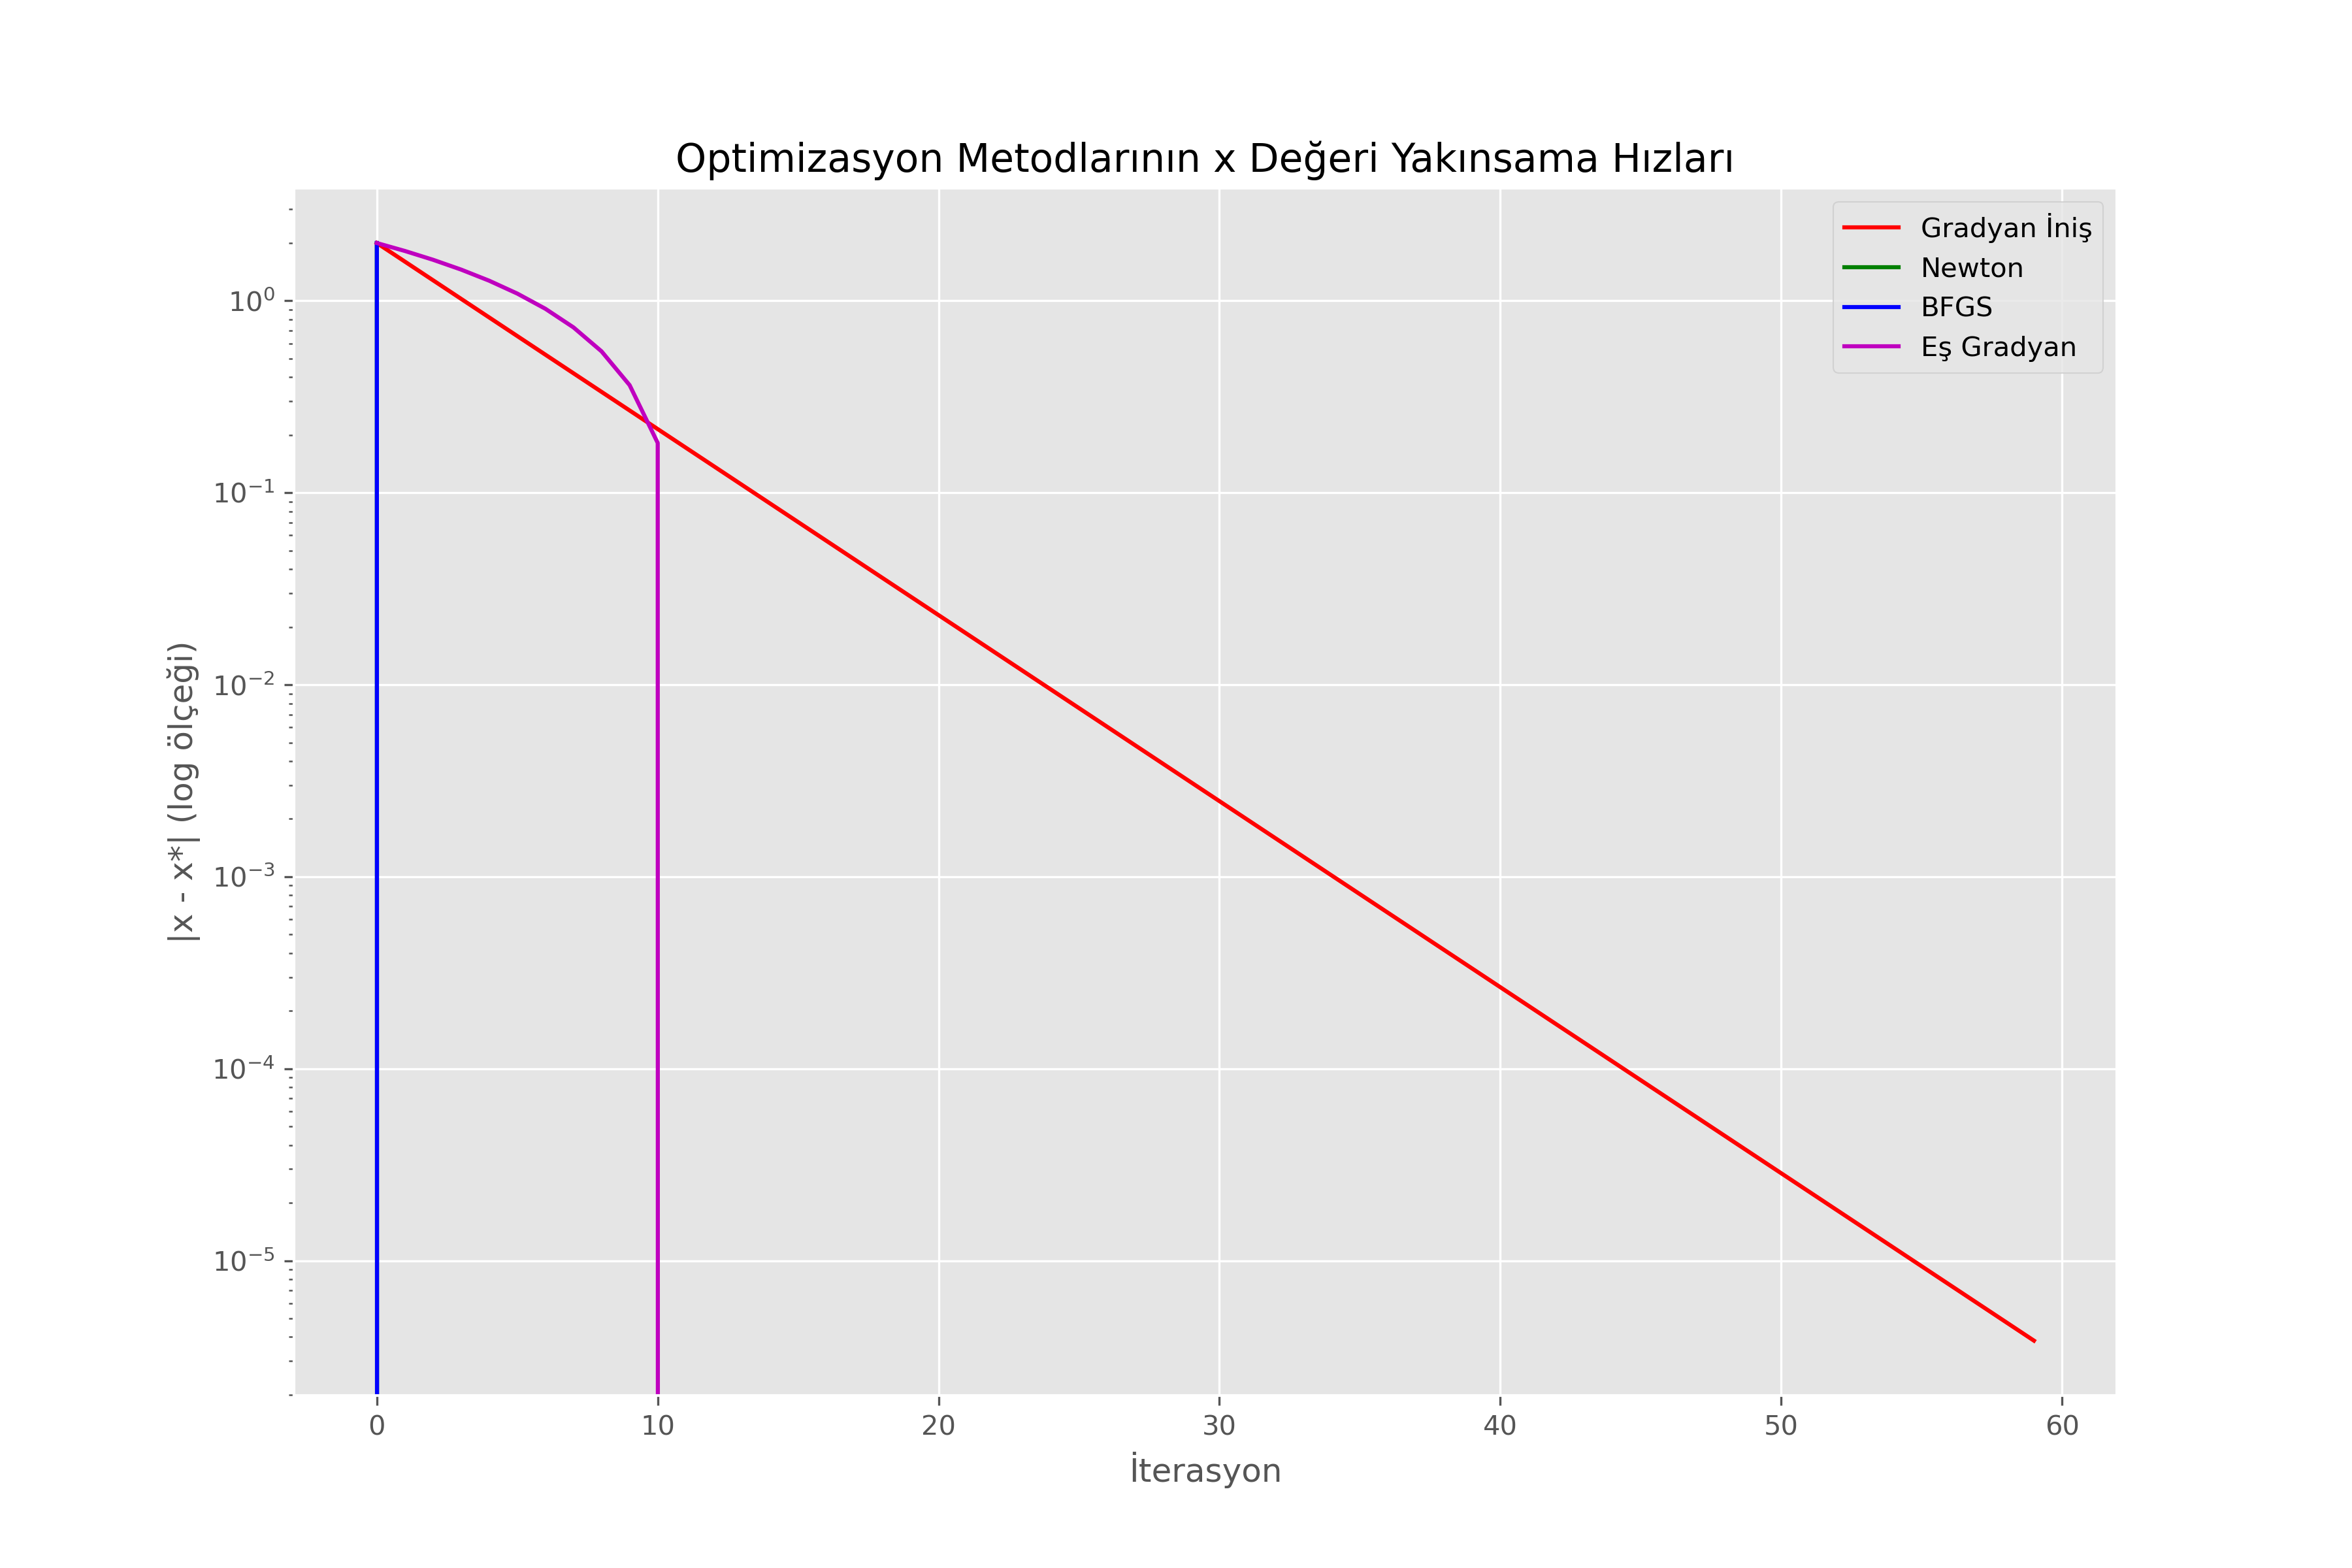 Optimizasyon Metodlarının x Değeri Yakınsama Hızları
Gradyan İniş
Newton
BFGS
Eş Gradyan
|x - x*| (log ölçeği)
10⁰
10⁻¹
10⁻²
10⁻³
10⁻⁴
10⁻⁵
0 10 20 30 40 50 60
İterasyon